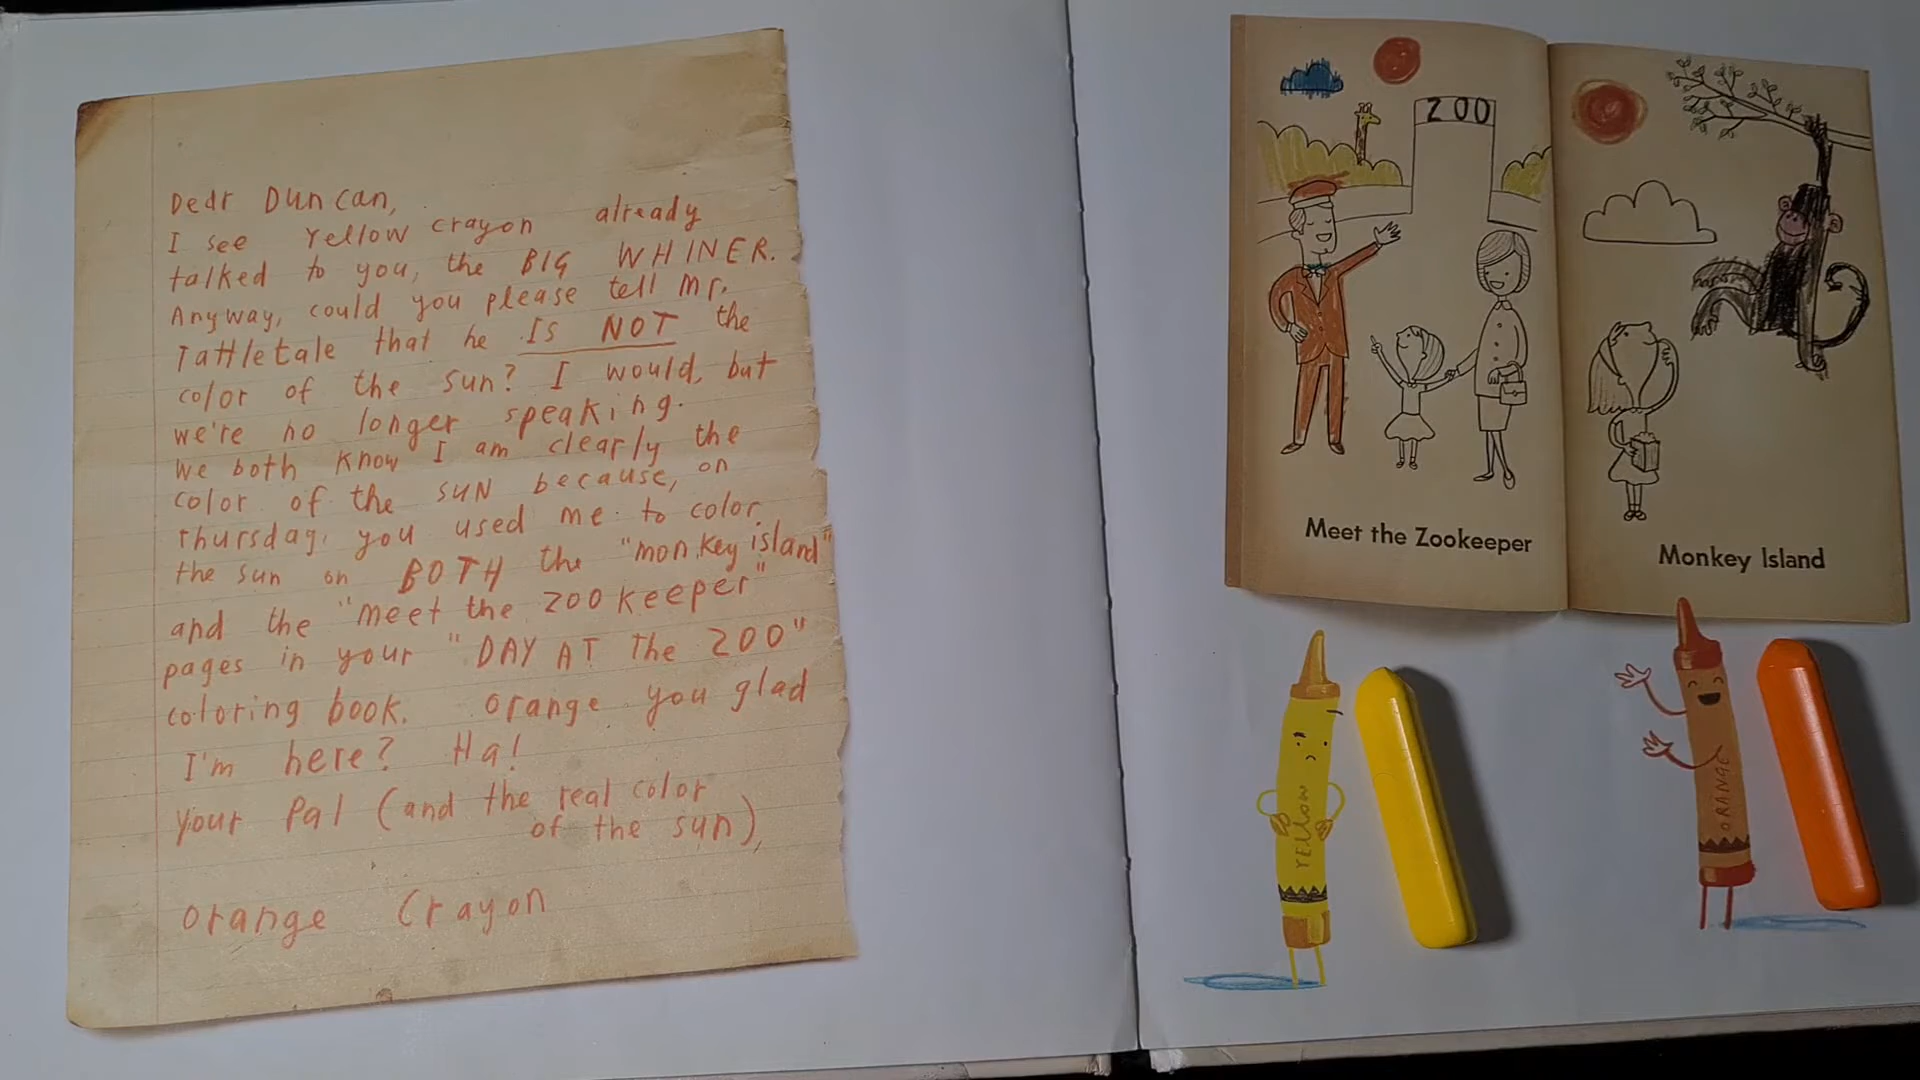 Dear Duncan,
I see Yellow crayon already
talked to you, the BIG WHINER.
Anyway, could you please tell Mr.
Tattletale that he IS NOT the
color of the sun? I would, but
we're no longer speaking.
We both know I am clearly the
color of the SUN because, on
Thursday, you used me to color
the sun on BOTH the "monkey island"
and the "meet the ZOO keeper"
pages in your "DAY AT THE ZOO"
coloring book. Orange you glad
I'm here? Ha!
Your Pal (and the real color
of the sun),
Orange Crayon
ZOO
Meet the Zookeeper
Monkey Island
YELLOW
ORANGE